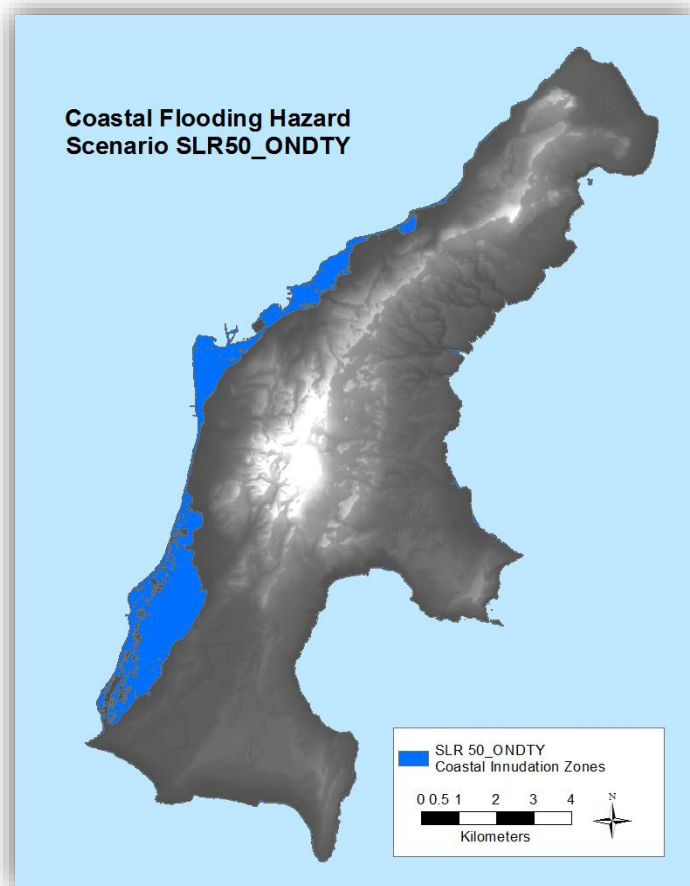 Coastal Flooding Hazard
Scenario SLR50_ONDTY
SLR 50_ONDTY
Coastal Innudation Zones
0 0.5 1 2 3 4
Kilometers
N